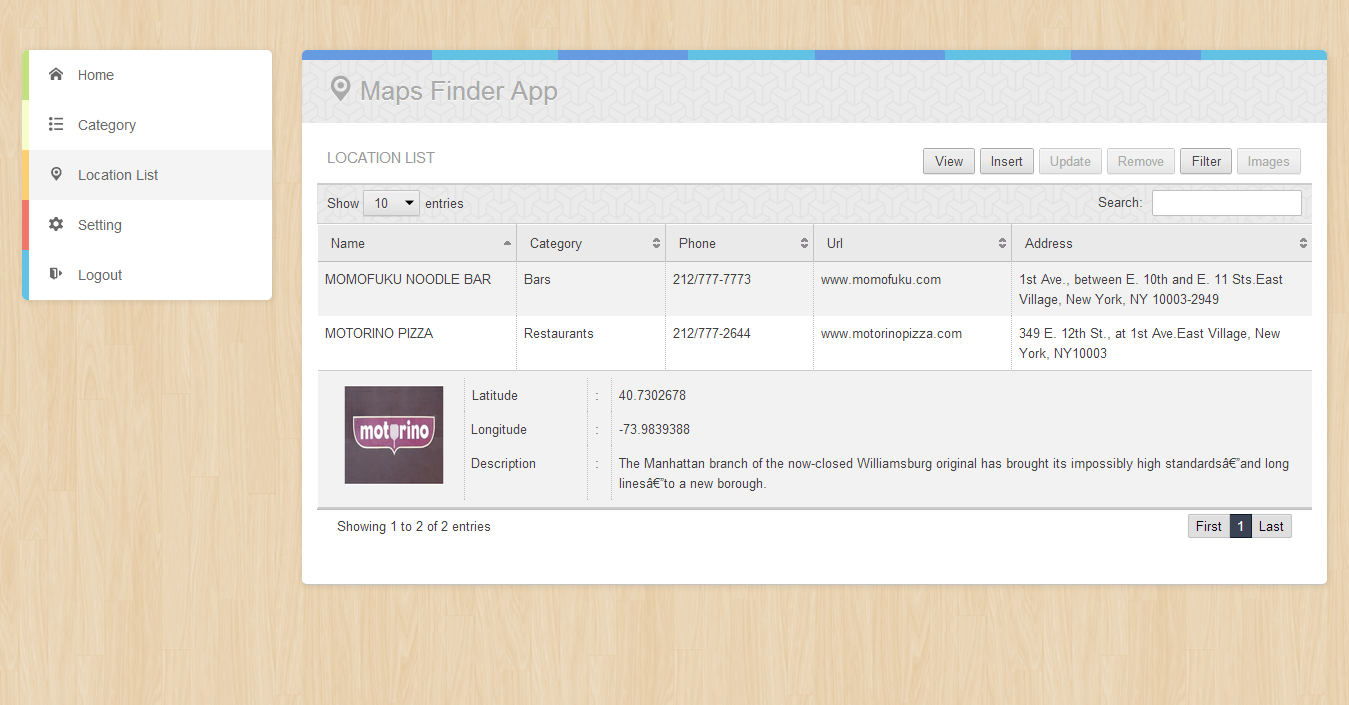 Home
Category
Location List
Setting
Logout
Maps Finder App
LOCATION LIST
View Insert Update Remove Filter Images
Show 10 entries Search:
Name Category Phone Url Address
MOMOFUKU NOODLE BAR Bars 212/777-7773 www.momofuku.com 1st Ave., between E. 10th and E. 11 Sts.East
Village, New York, NY 10003-2949
MOTORINO PIZZA Restaurants 212/777-2644 www.motorinopizza.com 349 E. 12th St., at 1st Ave.East Village, New
York, NY10003
motorino
Latitude : 40.7302678
Longitude : -73.9839388
Description : The Manhattan branch of the now-closed Williamsburg original has brought its impossibly high standardsâ€”and long
linesâ€”to a new borough.
Showing 1 to 2 of 2 entries First 1 Last